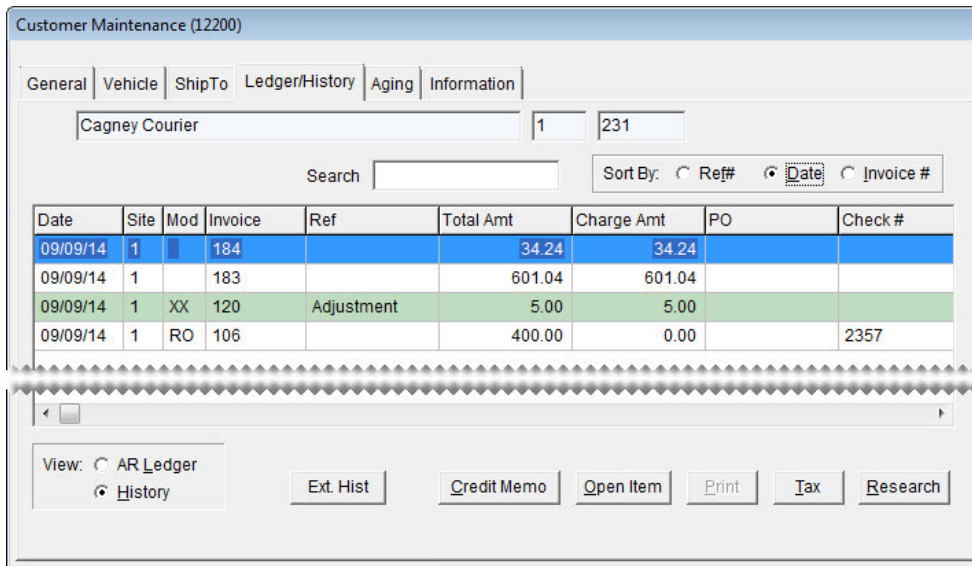 Customer Maintenance (12200)
General Vehicle ShipTo Ledger/History Aging Information
Cagney Courier 1 231
Search Sort By: Ref# Date Invoice #
Date Site Mod Invoice Ref Total Amt Charge Amt PO Check #
09/09/14 1 184 34.24 34.24
09/09/14 1 183 601.04 601.04
09/09/14 1 XX 120 Adjustment 5.00 5.00
09/09/14 1 RO 106 400.00 0.00 2357
View: AR Ledger
History Ext. Hist Credit Memo Open Item Print Tax Research